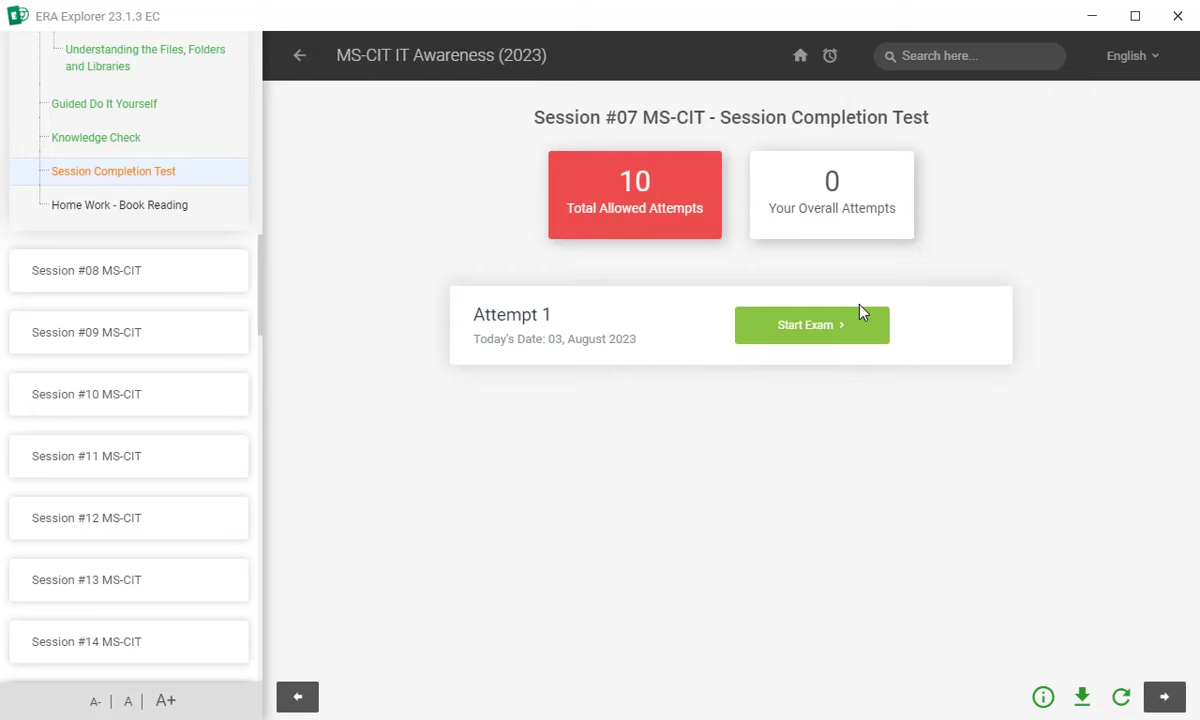 ERA Explorer 23.1.3 EC
Understanding the Files, Folders
and Libraries
Guided Do It Yourself
Knowledge Check
Session Completion Test
Home Work - Book Reading
Session #08 MS-CIT
Session #09 MS-CIT
Session #10 MS-CIT
Session #11 MS-CIT
Session #12 MS-CIT
Session #13 MS-CIT
Session #14 MS-CIT
A- | A | A+
MS-CIT IT Awareness (2023)
Search here...
English
Session #07 MS-CIT - Session Completion Test
10
Total Allowed Attempts
0
Your Overall Attempts
Attempt 1
Today's Date: 03, August 2023
Start Exam